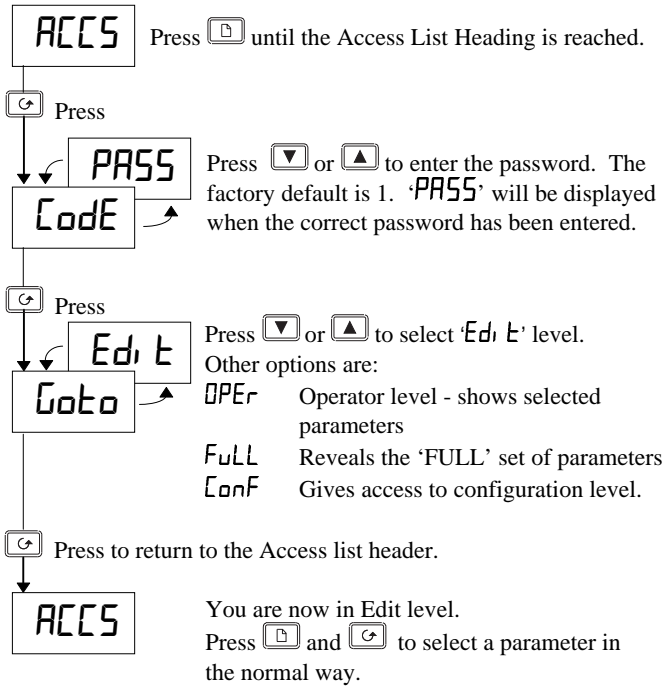 ACCS
Press until the Access List Heading is reached.
Press
PASS
CodE
Press or to enter the password. The
factory default is 1. ‘PASS’ will be displayed
when the correct password has been entered.
Press
Edit
Goto
Press or to select ‘Edit’ level.
Other options are:
OPEr Operator level - shows selected
parameters
FuLL Reveals the ‘FULL’ set of parameters
ConF Gives access to configuration level.
Press to return to the Access list header.
ACCS
You are now in Edit level.
Press and to select a parameter in
the normal way.